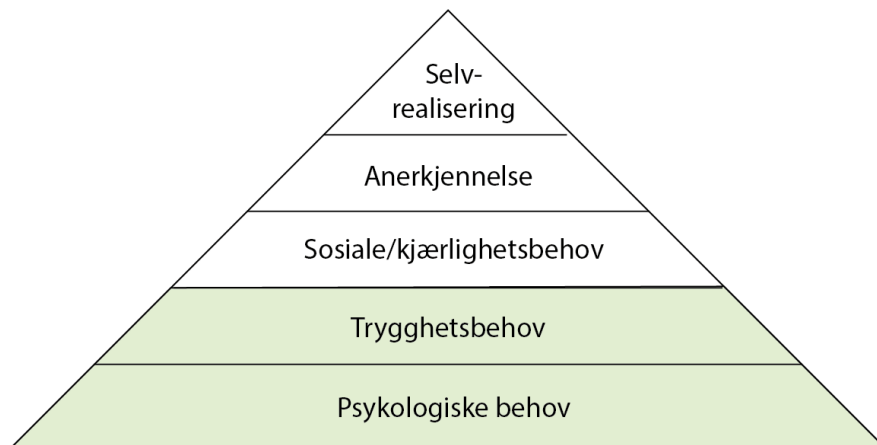 Selv-
realisering
Anerkjennelse
Sosiale/kjærlighetsbehov
Trygghetsbehov
Psykologiske behov